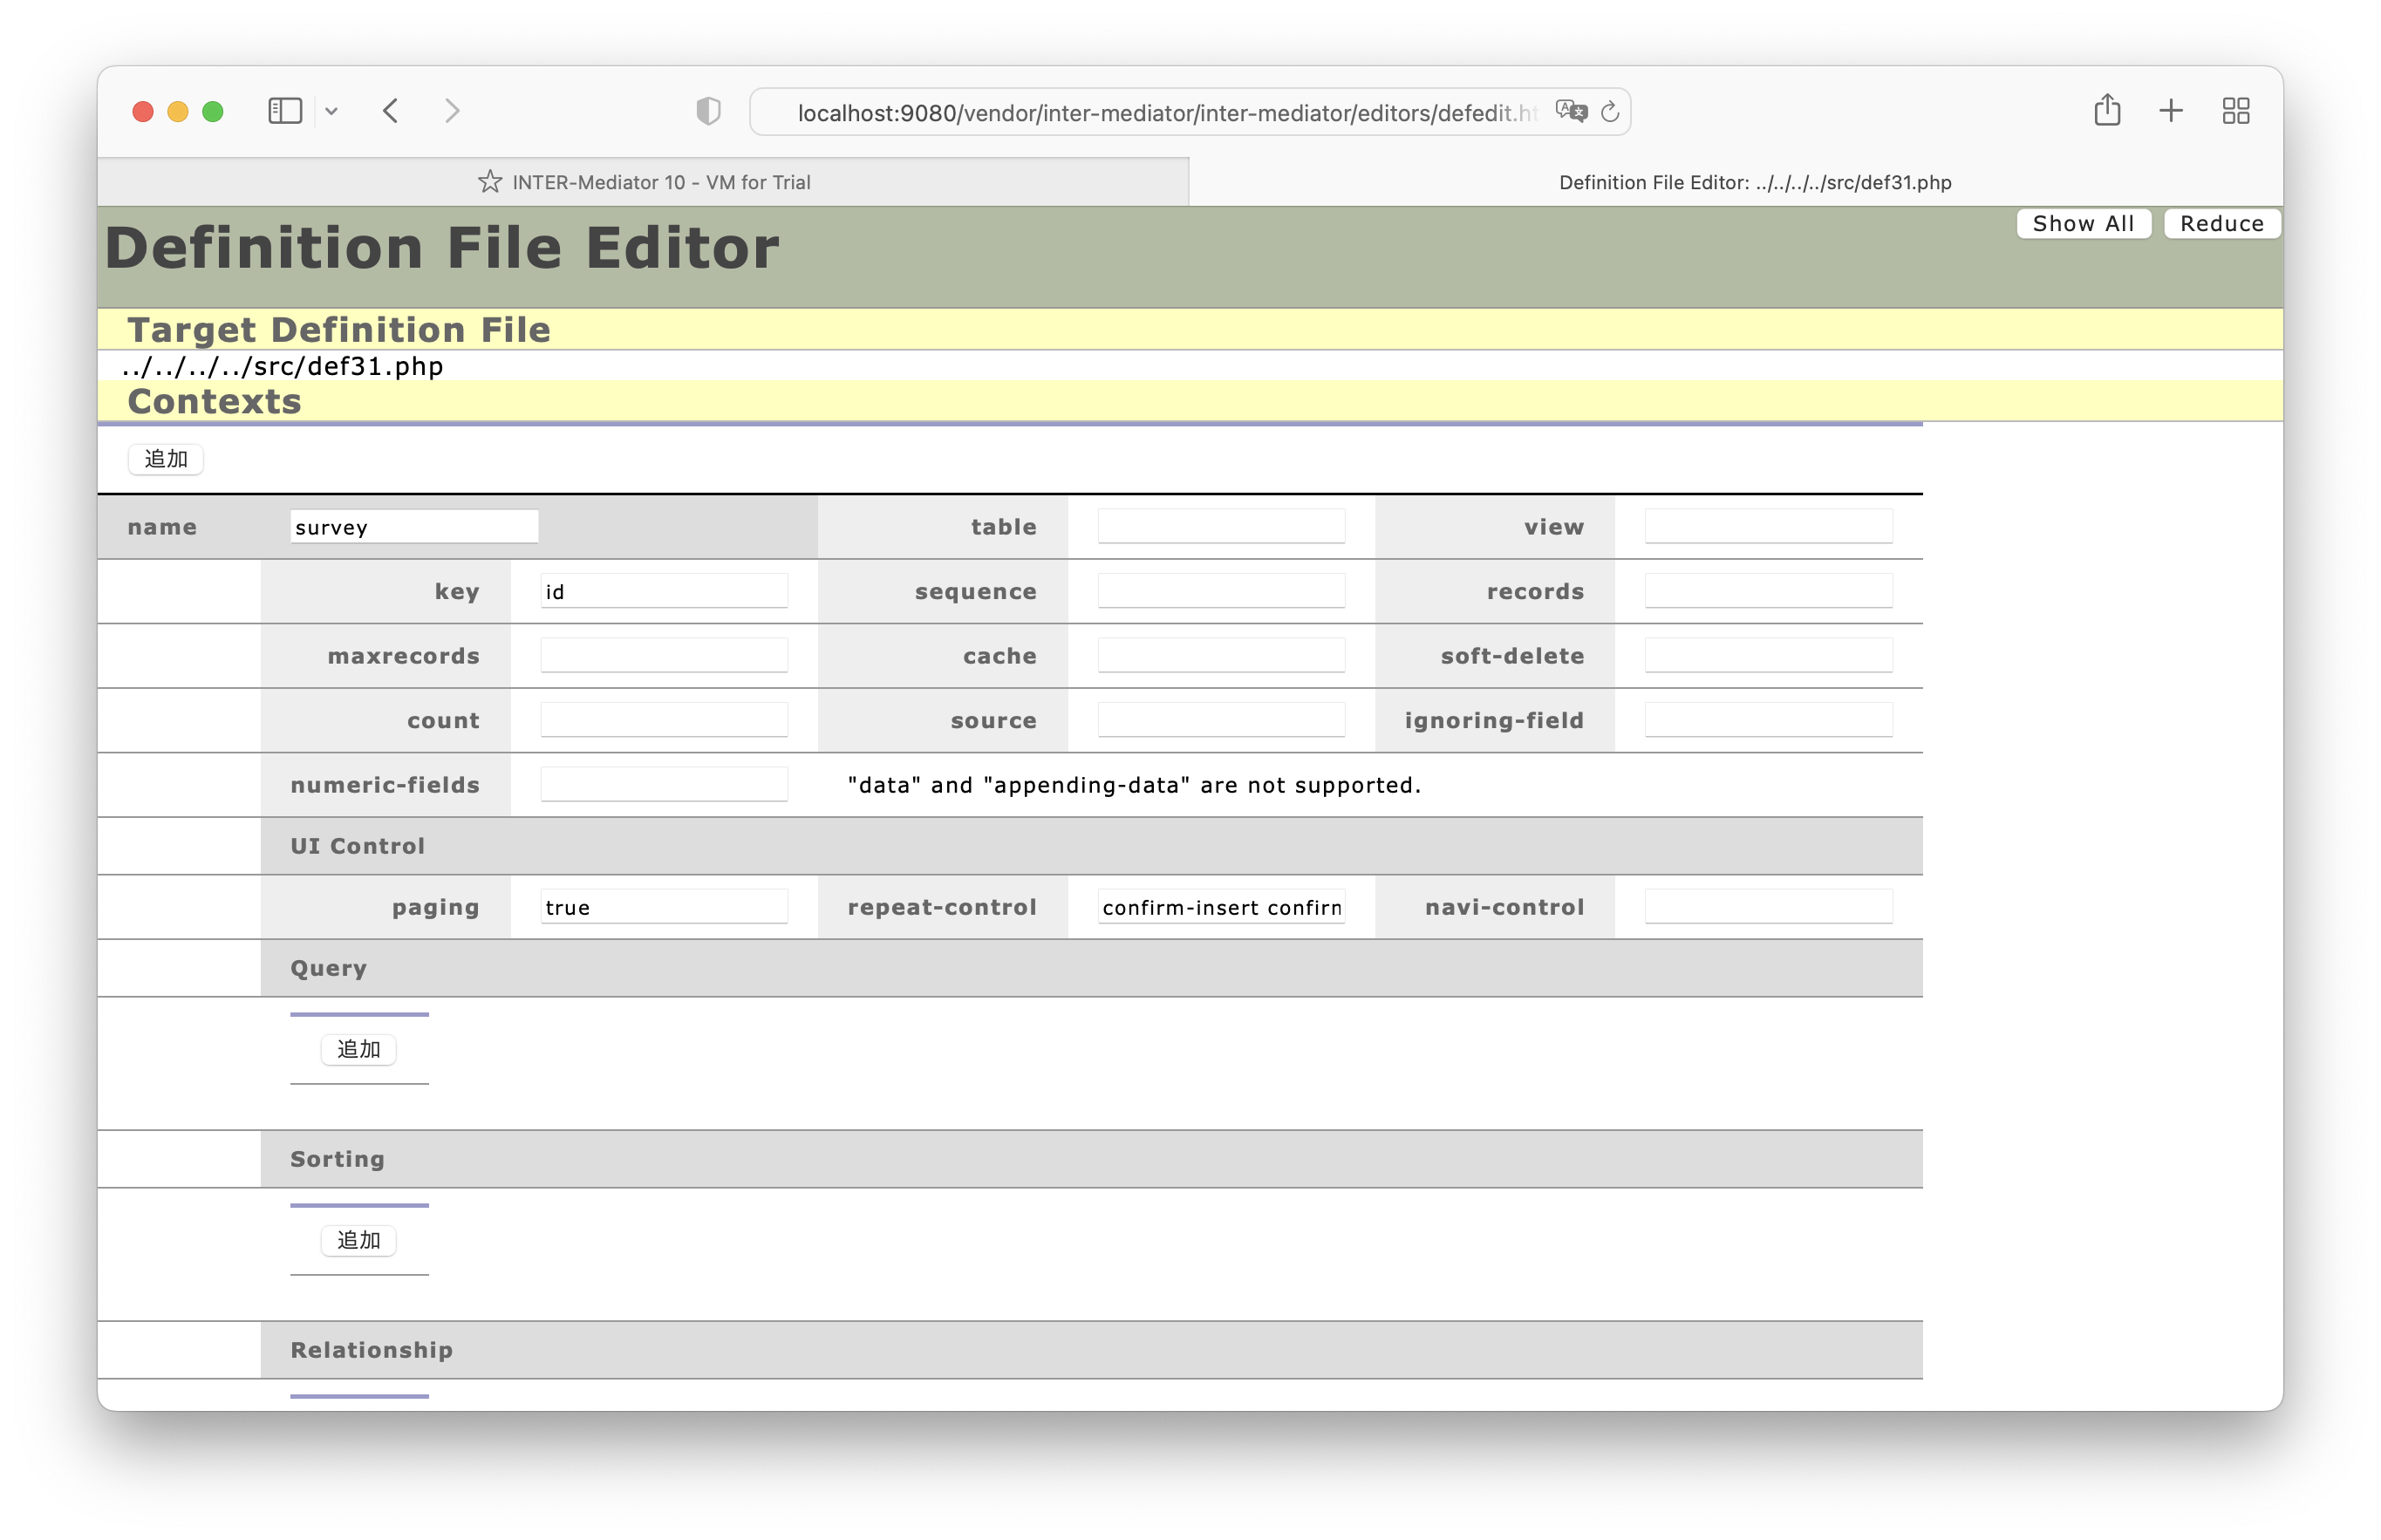 localhost:9080/vendor/inter-mediator/inter-mediator/editors/defedit.ht
INTER-Mediator 10 - VM for Trial
Definition File Editor: ../../../../src/def31.php
Definition File Editor
Show All
Reduce
Target Definition File
../../../../src/def31.php
Contexts
追加
name survey table view
key id sequence records
maxrecords cache soft-delete
count source ignoring-field
numeric-fields "data" and "appending-data" are not supported.
UI Control
paging true repeat-control confirm-insert confirm navi-control
Query
追加
Sorting
追加
Relationship